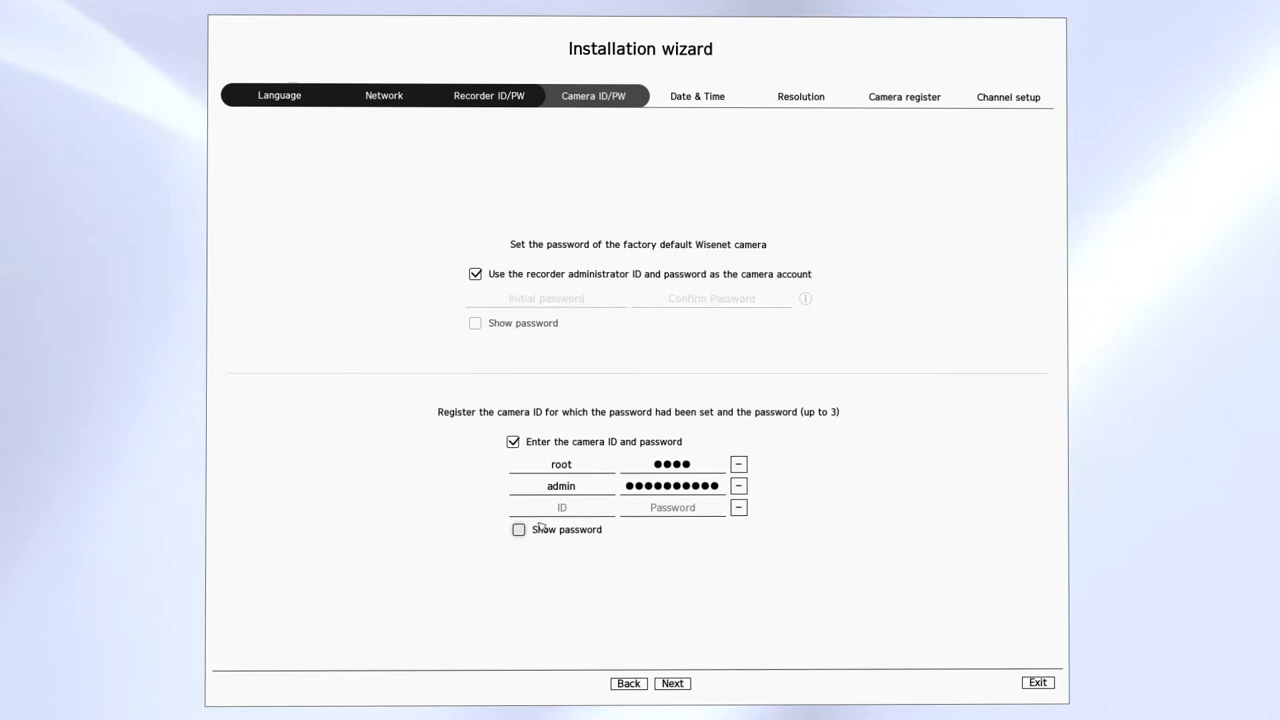 Installation wizard
Language Network Recorder ID/PW Camera ID/PW Date & Time Resolution Camera register Channel setup
Set the password of the factory default Wisenet camera
Use the recorder administrator ID and password as the camera account
Initial password Confirm Password
Show password
Register the camera ID for which the password had been set and the password (up to 3)
Enter the camera ID and password
root ●●●●
admin ●●●●●●●●●●
ID Password
Show password
Back Next Exit